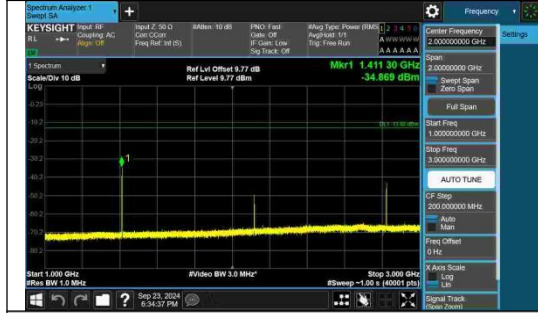 Spectrum Analyzer 1
Swept SA
+
Frequency
KEYSIGHT
RL
Input: RF
Coupling: AC
Align: Off
Input Z: 50 Ω
Corr CCorr
Freq Ref: Int (S)
#Atten: 10 dB
PNO: Fast
Gate: Off
IF Gain: Low
Sig Track: Off
#Avg Type: Power (RMS)
Avg|Hold: 1/1
Trig: Free Run
1 2 3 4 5 6
A W W W W W
A A A A A A
Center Frequency
2.000000000 GHz
Settings
Span
2.00000000 GHz
Swept Span
Zero Span
Full Span
Start Freq
1.000000000 GHz
Stop Freq
3.000000000 GHz
AUTO TUNE
CF Step
200.000000 MHz
Auto
Man
Freq Offset
0 Hz
X Axis Scale
Log
Lin
Signal Track
(Span Zoom)
1 Spectrum
Scale/Div 10 dB
Log
Ref Lvl Offset 9.77 dB
Ref Level 9.77 dBm
Mkr1 1.411 30 GHz
-34.869 dBm
-0.23
-10.2
-20.2
-30.2
-40.2
-50.2
-60.2
-70.2
-80.2
1
Start 1.000 GHz
#Res BW 1.0 MHz
#Video BW 3.0 MHz*
Stop 3.000 GHz
#Sweep ~1.00 s (40001 pts)
?
Sep 23, 2024
6:34:37 PM